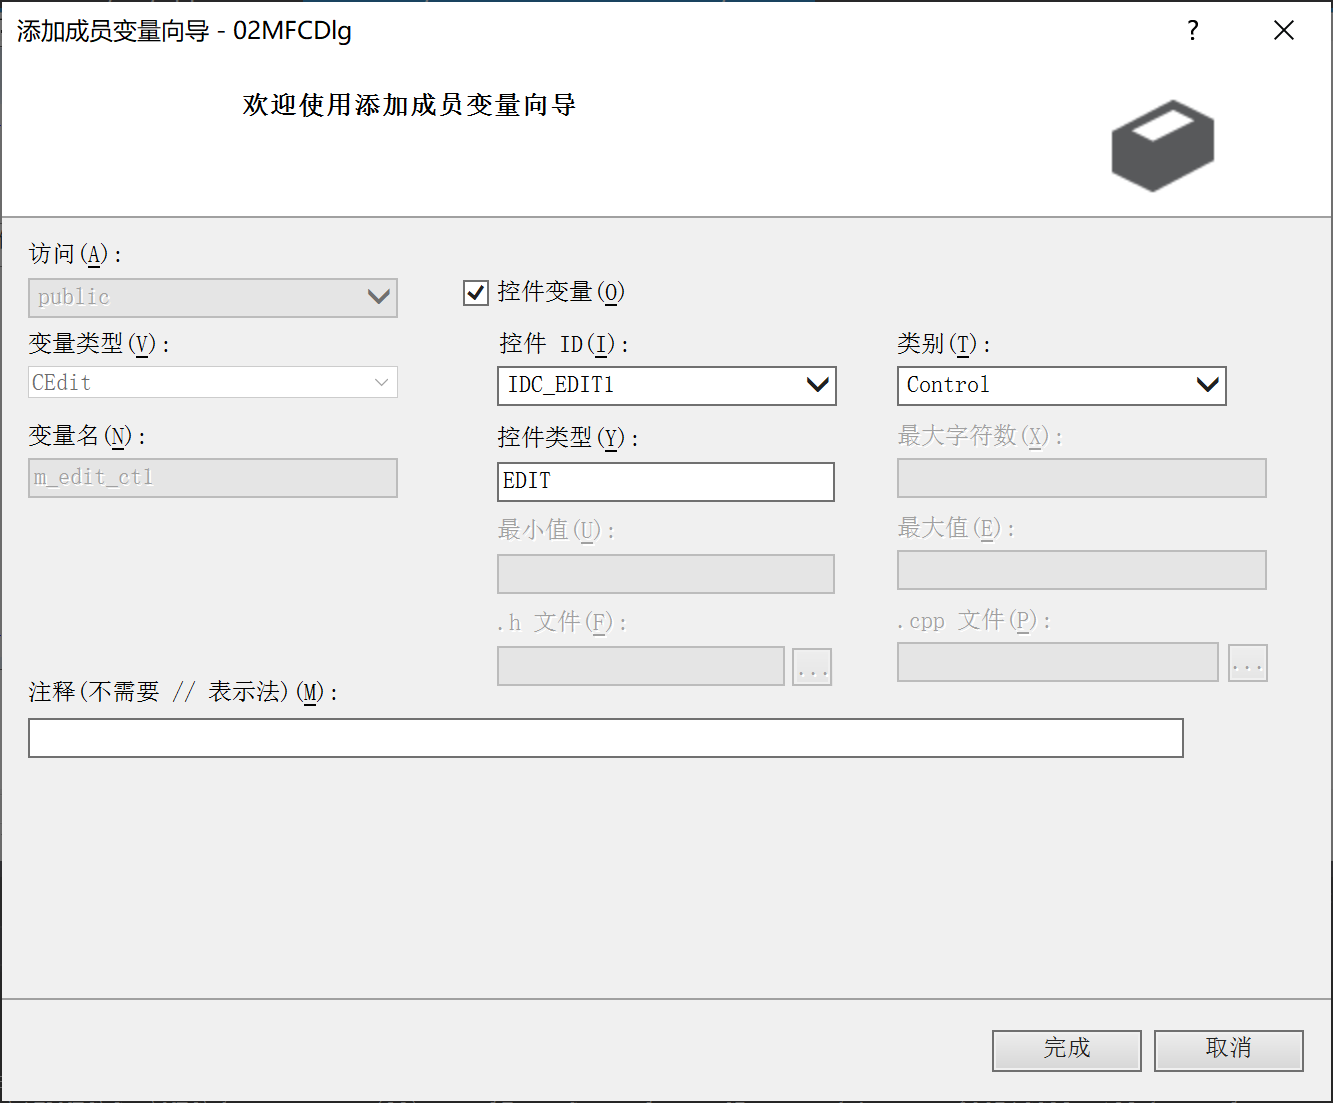 添加成员变量向导 - 02MFCDlg
?
欢迎使用添加成员变量向导
访问(A):
public
控件变量(O)
变量类型(V):
控件 ID(I):
类别(T):
CEdit
IDC_EDIT1
Control
变量名(N):
控件类型(Y):
最大字符数(X):
m_edit_ctl
EDIT
最小值(U):
最大值(E):
.h 文件(F):
.cpp 文件(P):
...
...
注释(不需要 // 表示法)(M):
完成
取消